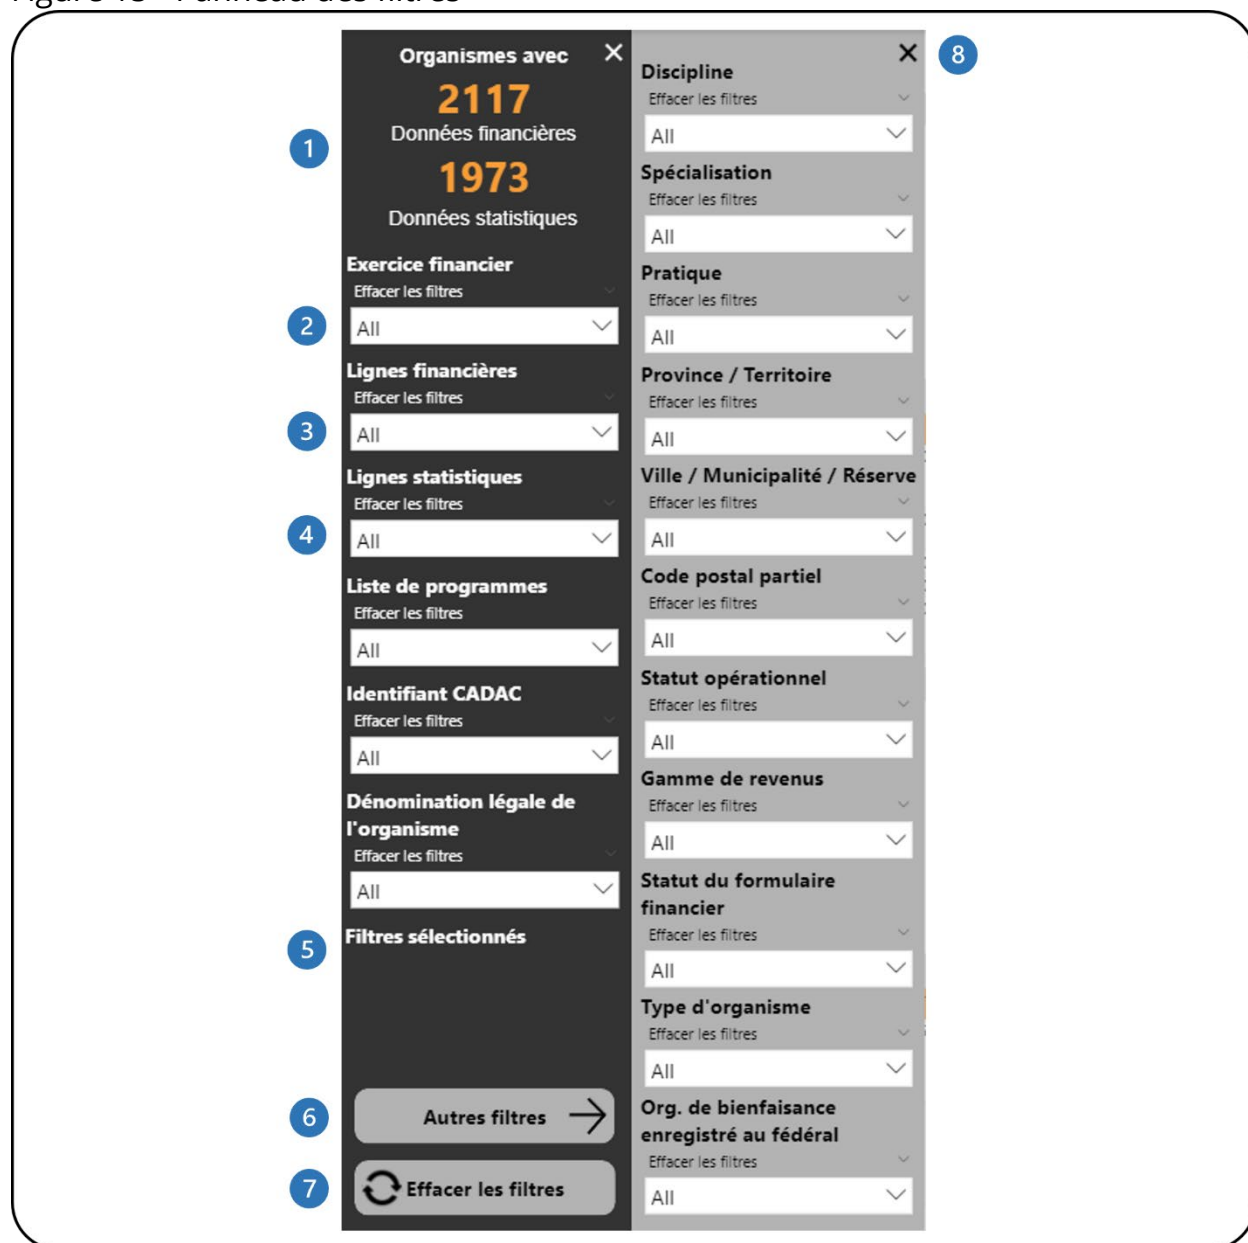 Organismes avec
2117
Données financières
1
1973
Données statistiques
Exercice financier
Effacer les filtres
2
All
Lignes financières
Effacer les filtres
3
All
Lignes statistiques
Effacer les filtres
4
All
Liste de programmes
Effacer les filtres
All
Identifiant CADAC
Effacer les filtres
All
Dénomination légale de
l'organisme
Effacer les filtres
All
5
Filtres sélectionnés
6
Autres filtres
7
Effacer les filtres
8
Discipline
Effacer les filtres
All
Spécialisation
Effacer les filtres
All
Pratique
Effacer les filtres
All
Province / Territoire
Effacer les filtres
All
Ville / Municipalité / Réserve
Effacer les filtres
All
Code postal partiel
Effacer les filtres
All
Statut opérationnel
Effacer les filtres
All
Gamme de revenus
Effacer les filtres
All
Statut du formulaire
financier
Effacer les filtres
All
Type d'organisme
Effacer les filtres
All
Org. de bienfaisance
enregistré au fédéral
Effacer les filtres
All